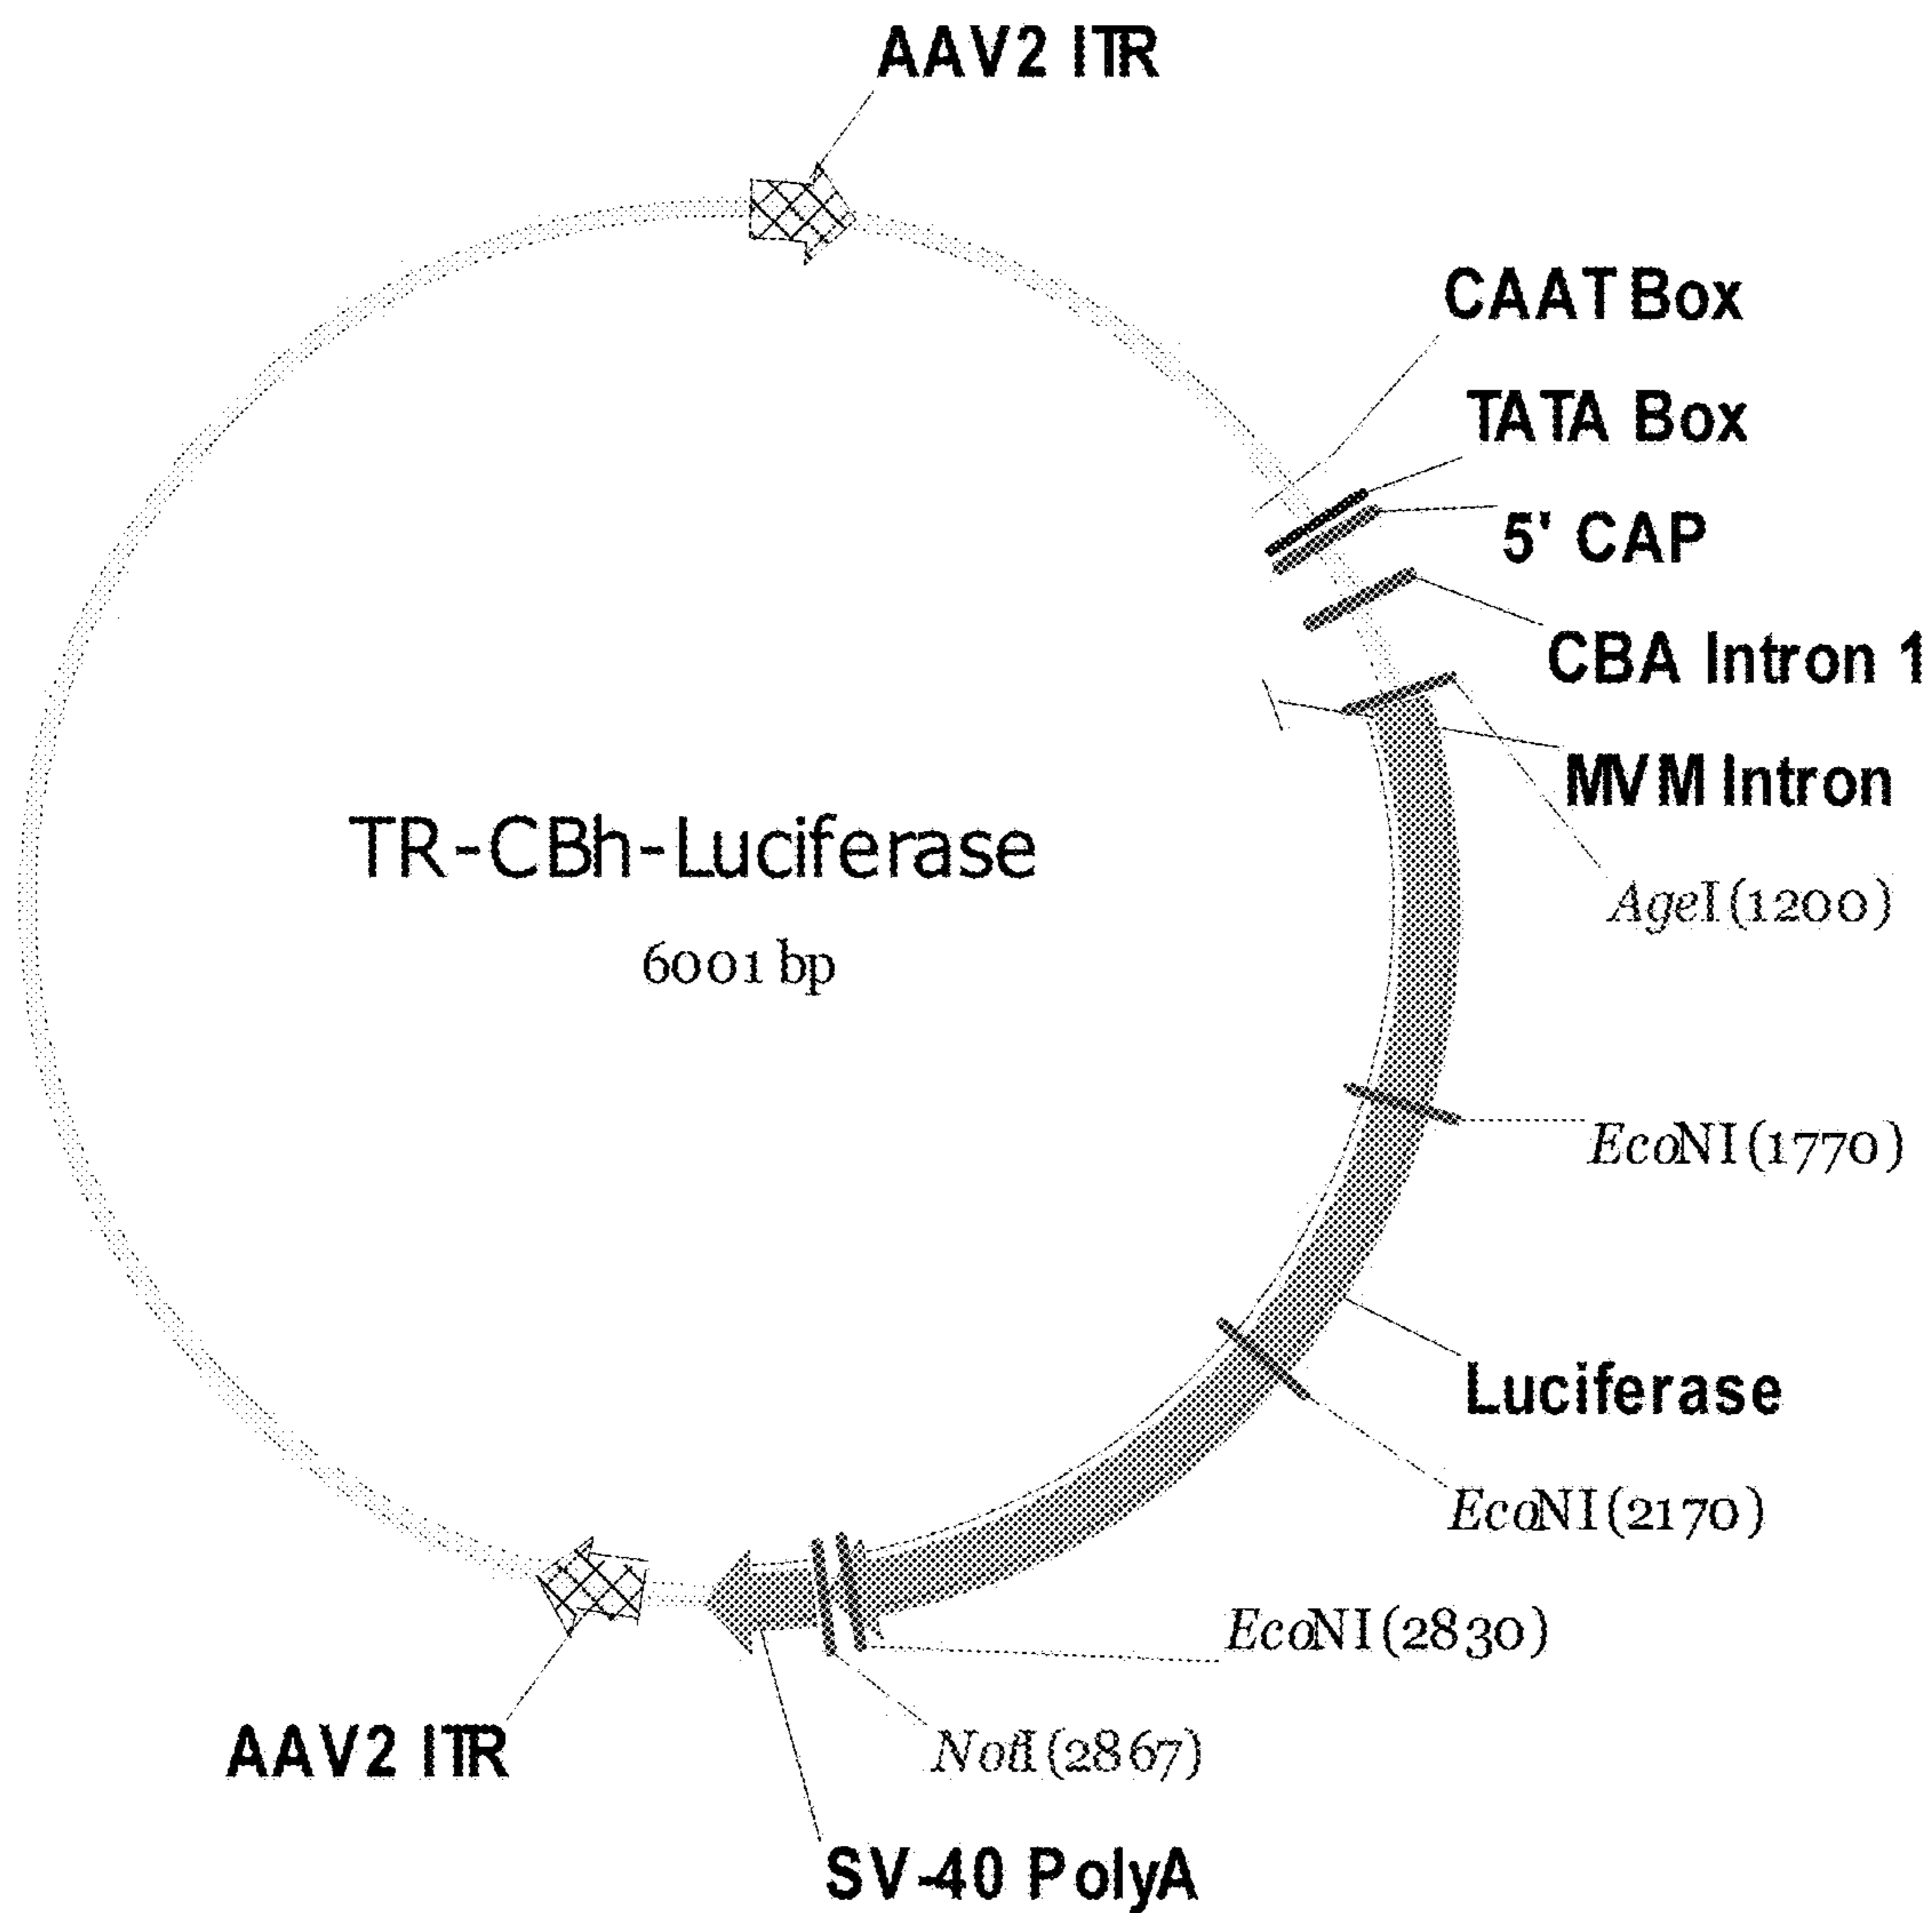 AAV2 ITR
CAAT Box
TATA Box
5' CAP
CBA Intron 1
MVM Intron
TR-CBh-Luciferase
AgeI (1200)
6001 bp
EcoNI (1770)
Luciferase
EcoNI (2170)
EcoNI (2830)
AAV2 ITR
NotI (2867)
SV-40 PolyA